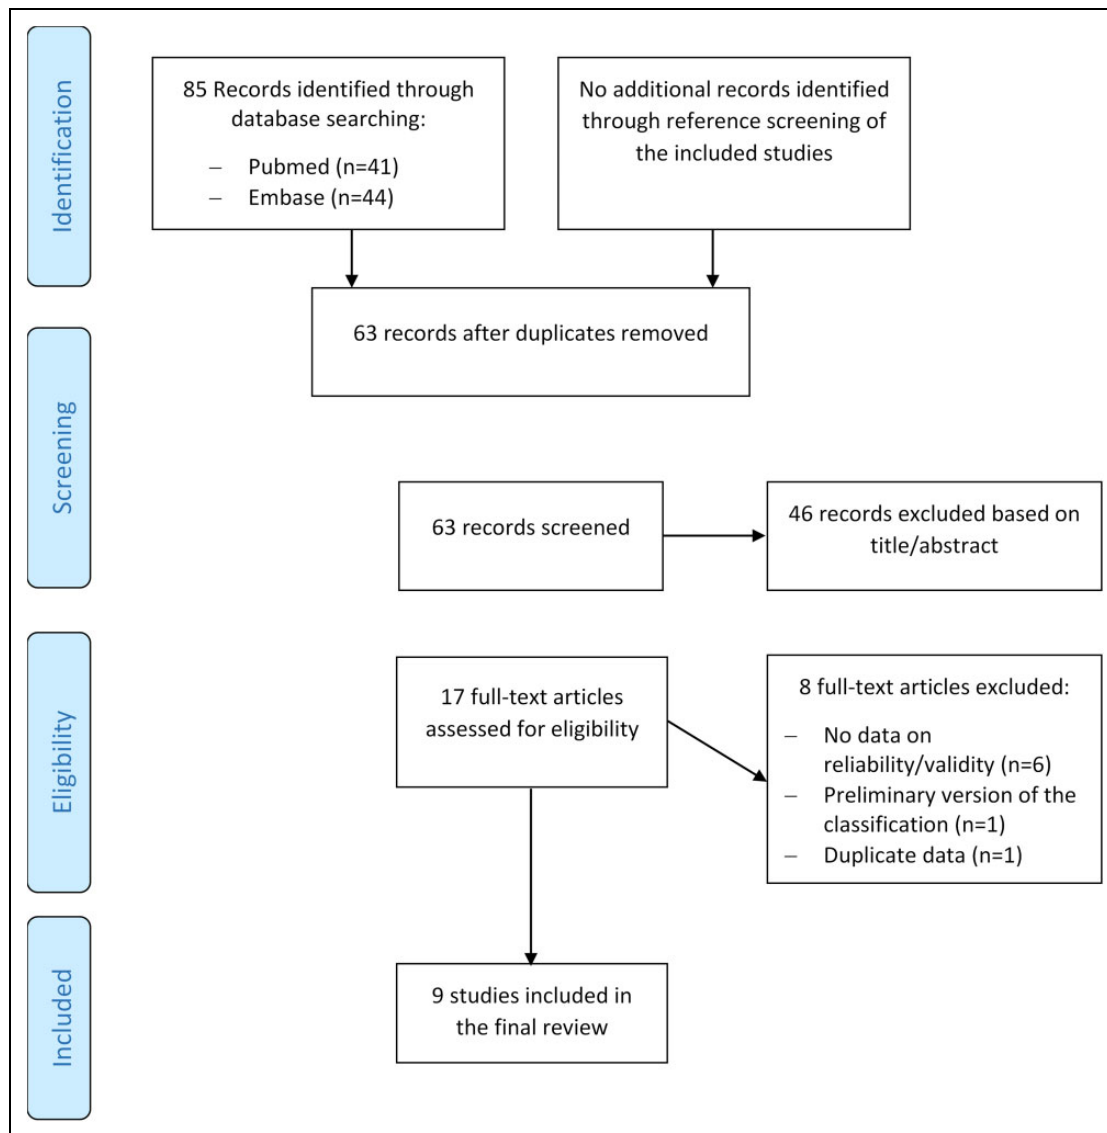 Identification
85 Records identified through
database searching:
– Pubmed (n=41)
– Embase (n=44)
No additional records identified
through reference screening of
the included studies
63 records after duplicates removed
Screening
63 records screened
46 records excluded based on
title/abstract
Eligibility
17 full-text articles
assessed for eligibility
8 full-text articles excluded:
– No data on
reliability/validity (n=6)
– Preliminary version of the
classification (n=1)
– Duplicate data (n=1)
Included
9 studies included in
the final review